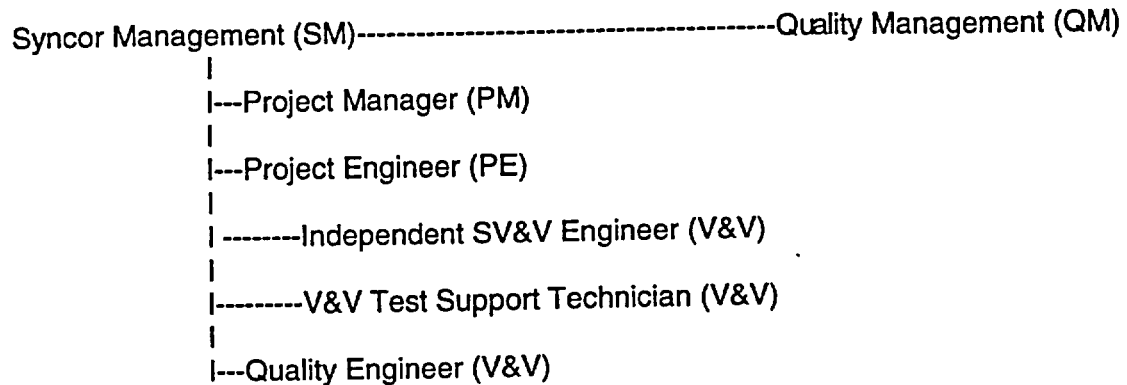 Syncor Management (SM)------------------------------------------Quality Management (QM)
|
|---Project Manager (PM)
|
|---Project Engineer (PE)
|
| --------Independent SV&V Engineer (V&V)
|
|---------V&V Test Support Technician (V&V)
|
|---Quality Engineer (V&V)